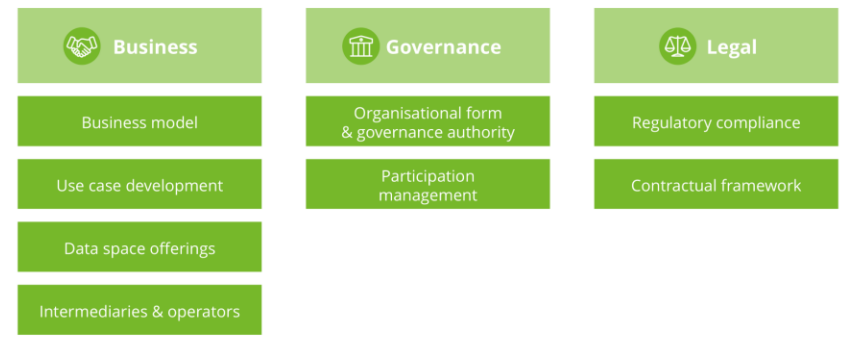 Business
Business model
Use case development
Data space offerings
Intermediaries & operators
Governance
Organisational form
& governance authority
Participation
management
Legal
Regulatory compliance
Contractual framework